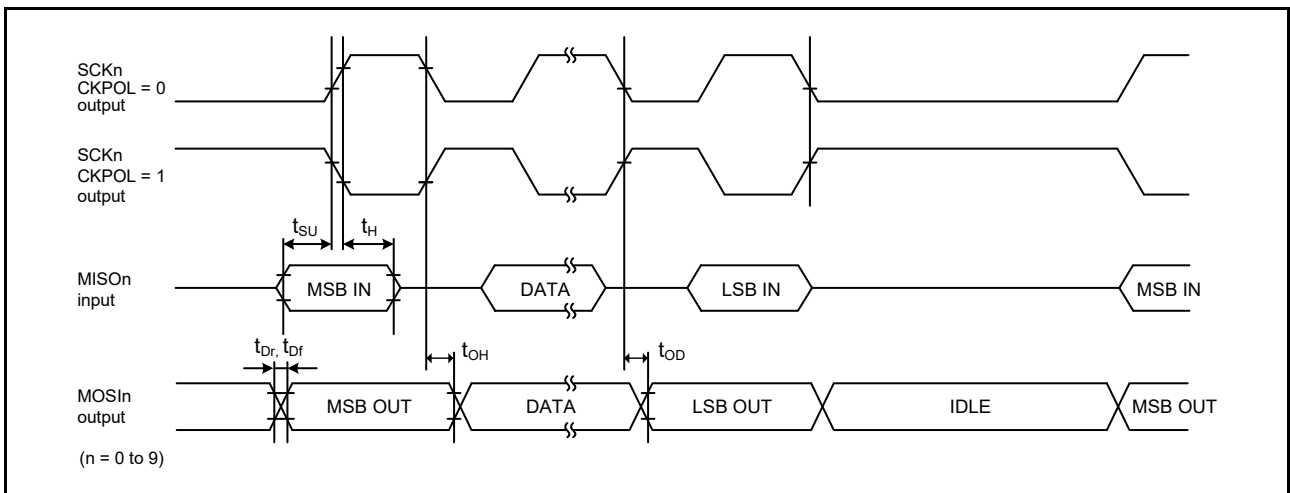 SCKn
CKPOL = 0
output
SCKn
CKPOL = 1
output
tSU
tH
MISOn
input
MSB IN
DATA
LSB IN
MSB IN
tDr, tDf
tOH
tOD
MOSIn
output
MSB OUT
DATA
LSB OUT
IDLE
MSB OUT
(n = 0 to 9)